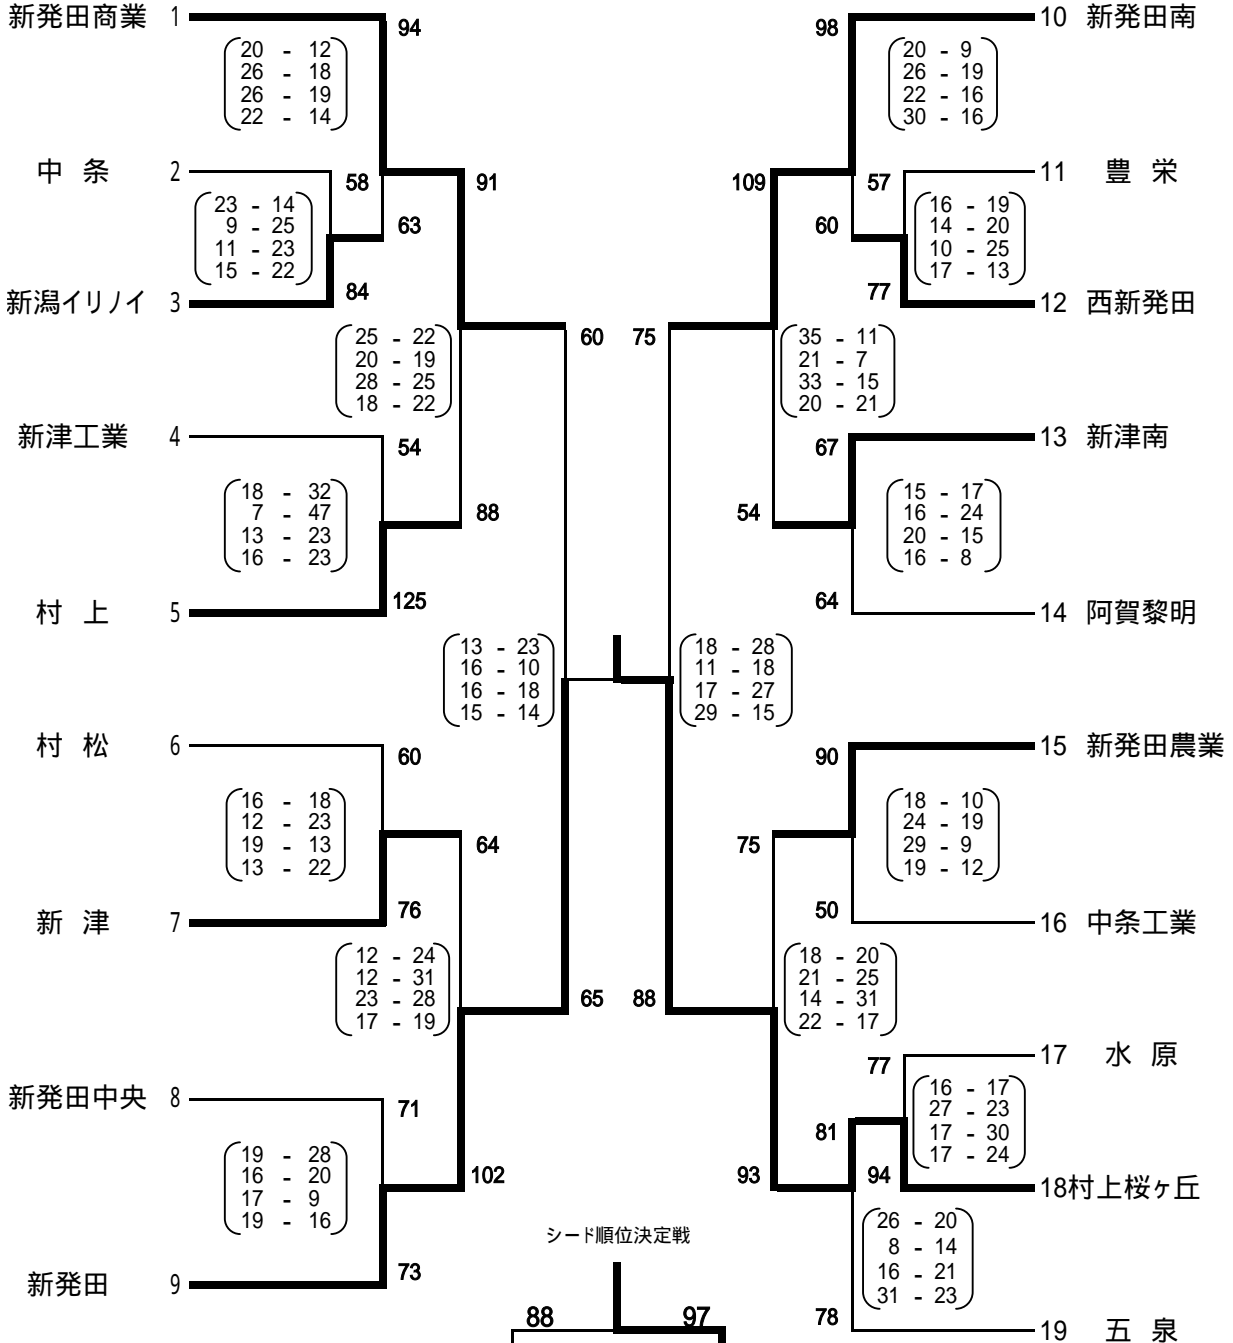 新発田商業 1
94
20 - 12
26 - 18
26 - 19
22 - 14
中 条 2
58
91
23 - 14
9 - 25
11 - 23
15 - 22
63
新潟イリノイ 3
84
25 - 22
20 - 19
28 - 25
18 - 22
60
新津工業 4
54
18 - 32
7 - 47
13 - 23
16 - 23
88
村 上 5
125
13 - 23
16 - 10
16 - 18
15 - 14
村 松 6
60
16 - 18
12 - 23
19 - 13
13 - 22
64
新 津 7
76
12 - 24
12 - 31
23 - 28
17 - 19
65
新発田中央 8
71
19 - 28
16 - 20
17 - 9
19 - 16
102
新発田 9
73
98
10 新発田南
20 - 9
26 - 19
22 - 16
30 - 16
109
57
11 豊 栄
16 - 19
14 - 20
10 - 25
17 - 13
60
77
12 西新発田
75
35 - 11
21 - 7
33 - 15
20 - 21
67
13 新津南
15 - 17
16 - 24
20 - 15
16 - 8
54
64
14 阿賀黎明
18 - 28
11 - 18
17 - 27
29 - 15
90
15 新発田農業
18 - 10
24 - 19
29 - 9
19 - 12
75
50
16 中条工業
18 - 20
21 - 25
14 - 31
22 - 17
88
77
17 水 原
16 - 17
27 - 23
17 - 30
17 - 24
81
93
94
18村上桜ヶ丘
26 - 20
8 - 14
16 - 21
31 - 23
78
19 五 泉
シード順位決定戦
88 97